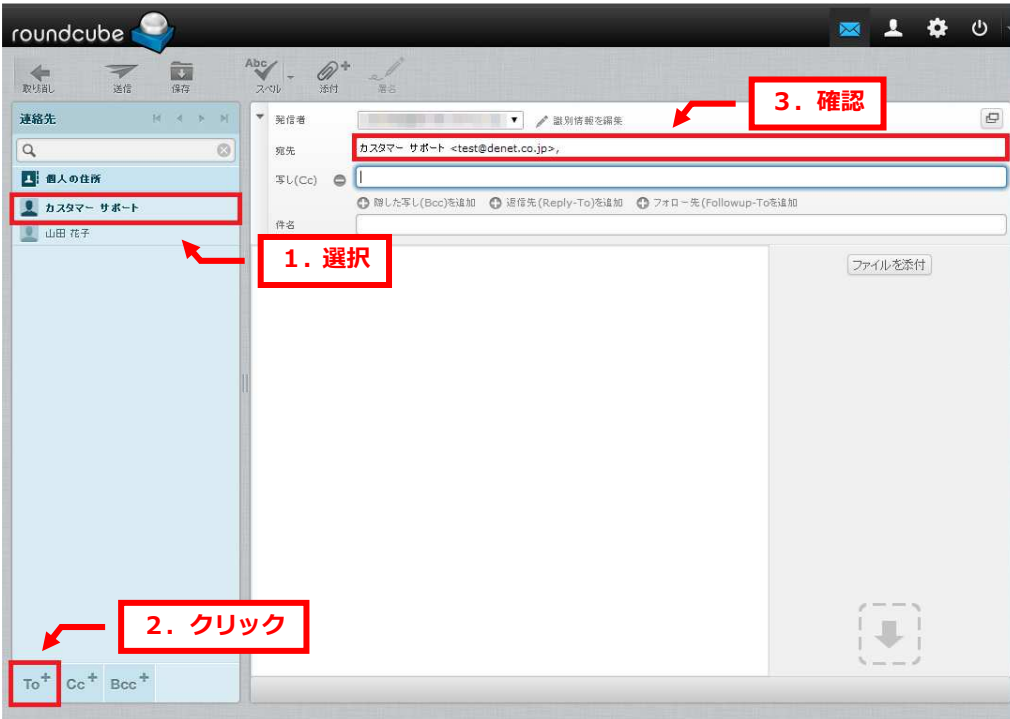 roundcube
取り消し 送信 保存 Abc スペル 添付 署名
3. 確認
連絡先
発信者 識別情報を編集
宛先 カスタマー サポート <test@denet.co.jp>,
個人の住所
写し(Cc)
カスタマー サポート
隠した写し(Bcc)を追加 返信先(Reply-To)を追加 フォロー先(Followup-Toを追加
山田 花子
件名
1. 選択
ファイルを添付
2. クリック
To+ Cc+ Bcc+